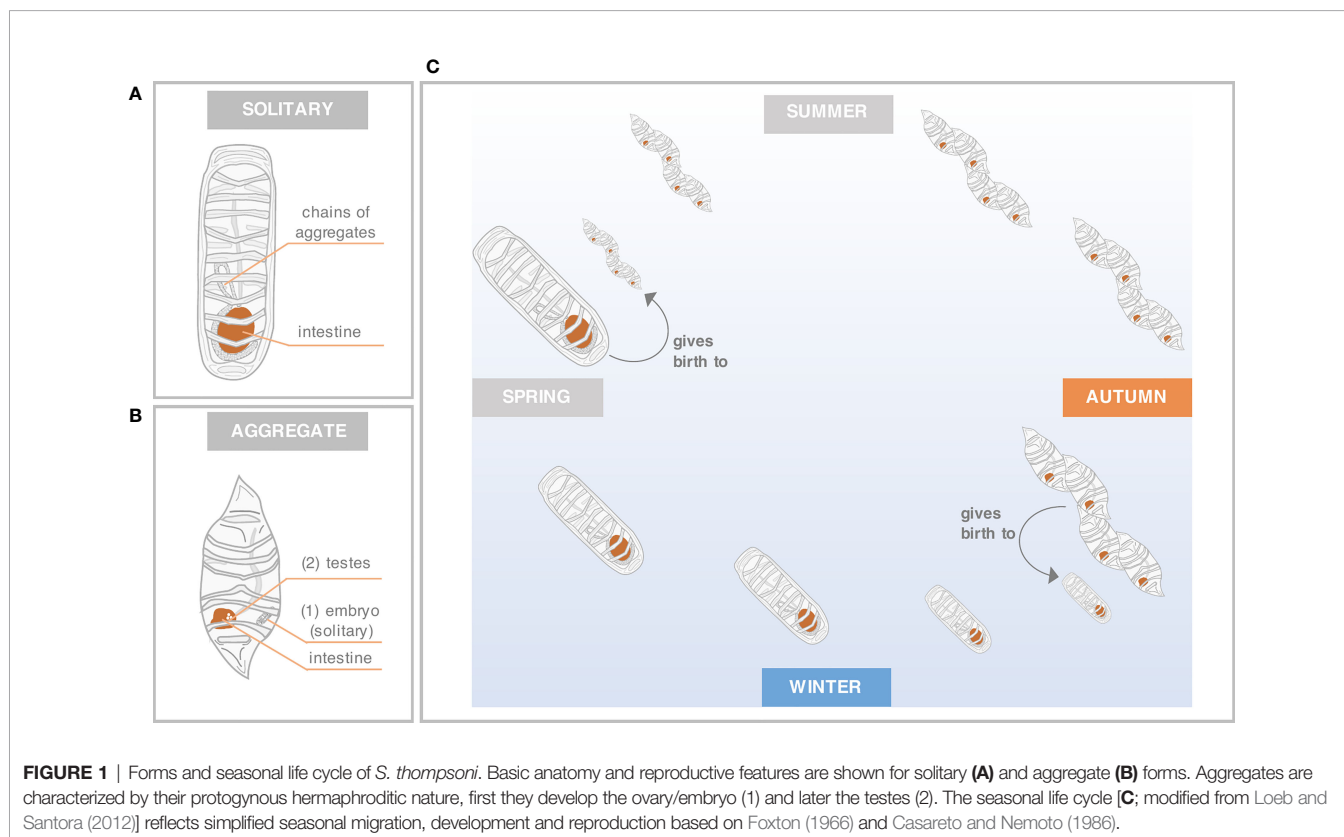 C
A
SOLITARY
chains of
aggregates
intestine
B
AGGREGATE
(2) testes
(1) embryo
(solitary)
intestine
SUMMER
gives
birth to
SPRING
AUTUMN
gives
birth to
WINTER
FIGURE 1 | Forms and seasonal life cycle of S. thompsoni. Basic anatomy and reproductive features are shown for solitary (A) and aggregate (B) forms. Aggregates are
characterized by their protogynous hermaphroditic nature, first they develop the ovary/embryo (1) and later the testes (2). The seasonal life cycle [C; modified from Loeb and
Santora (2012)] reflects simplified seasonal migration, development and reproduction based on Foxton (1966) and Casareto and Nemoto (1986).